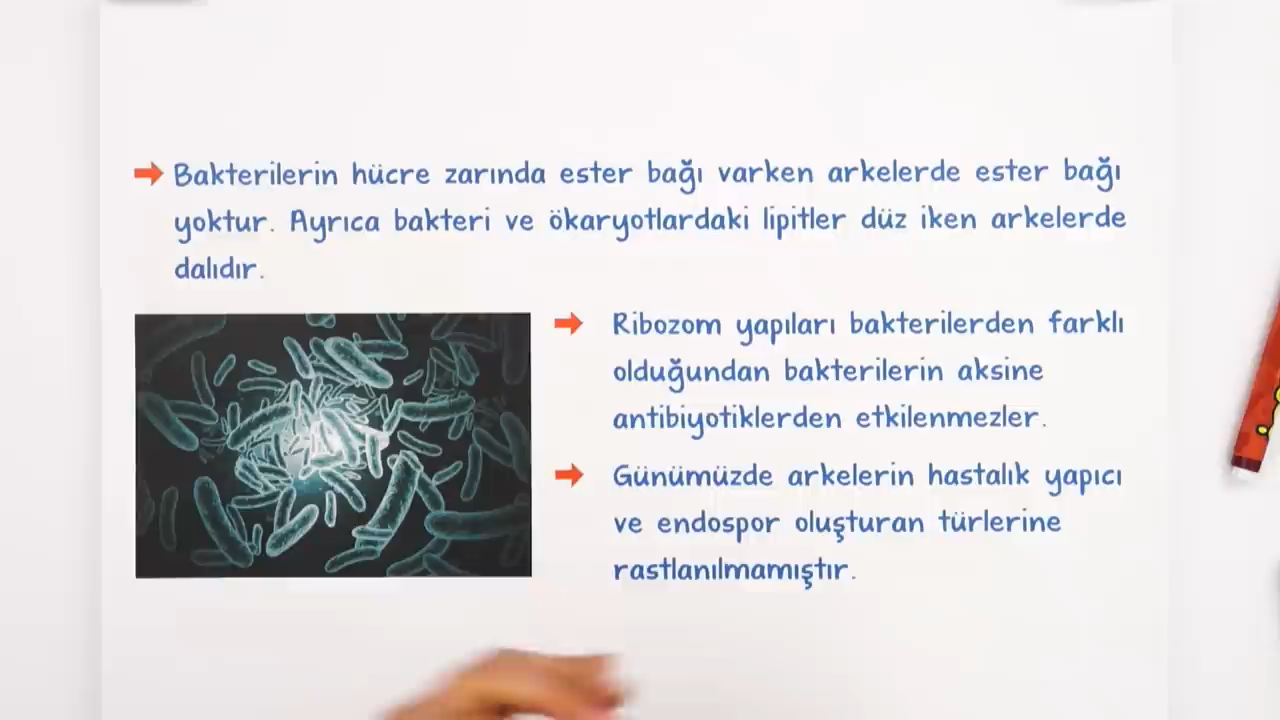 Bakterilerin hücre zarında ester bağı varken arkelerde ester bağı
yoktur. Ayrıca bakteri ve ökaryotlardaki lipitler düz iken arkelerde
dalıdır.
Ribozom yapıları bakterilerden farklı
olduğundan bakterilerin aksine
antibiyotiklerden etkilenmezler.
Günümüzde arkelerin hastalık yapıcı
ve endospor oluşturan türlerine
rastlanılmamıştır.